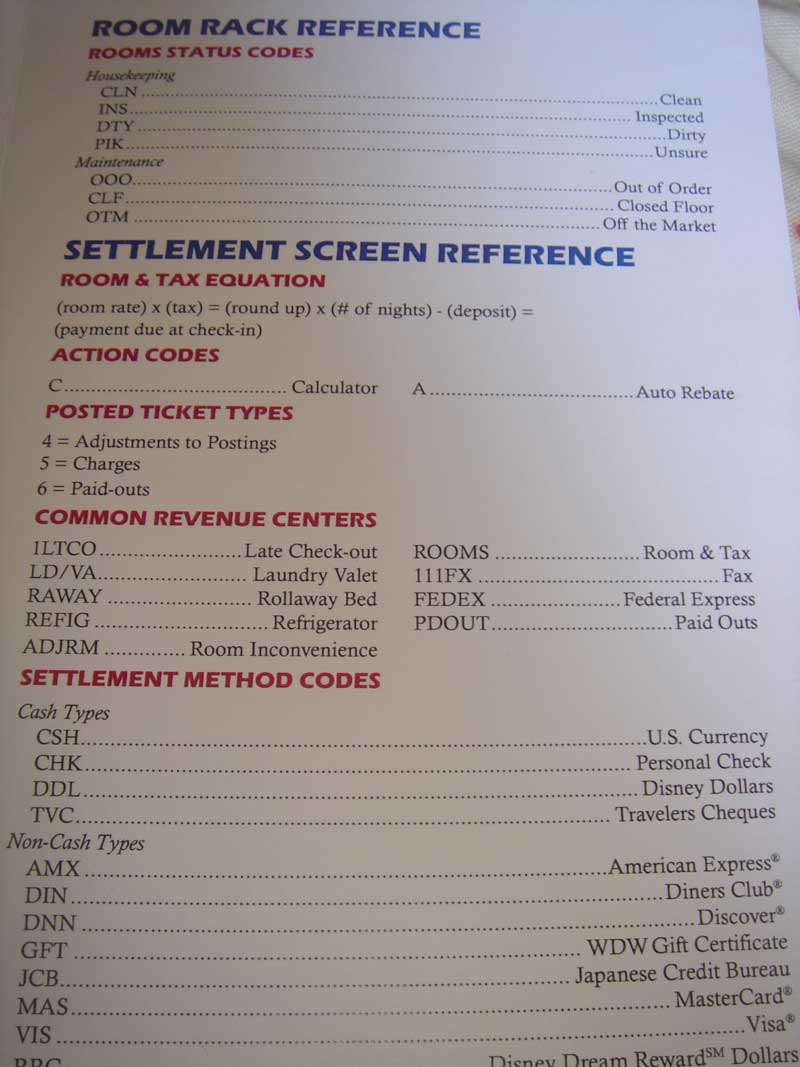 ROOM RACK REFERENCE
ROOMS STATUS CODES
Housekeeping
CLN Clean
INS Inspected
DTY Dirty
PIK Unsure
Maintenance
OOO Out of Order
CLF Closed Floor
OTM Off the Market
SETTLEMENT SCREEN REFERENCE
ROOM & TAX EQUATION
(room rate) x (tax) = (round up) x (# of nights) - (deposit) =
(payment due at check-in)
ACTION CODES
C Calculator A Auto Rebate
POSTED TICKET TYPES
4 = Adjustments to Postings
5 = Charges
6 = Paid-outs
COMMON REVENUE CENTERS
1LTCO Late Check-out ROOMS Room & Tax
LD/VA Laundry Valet 111FX Fax
RAWAY Rollaway Bed FEDEX Federal Express
REFIG Refrigerator PDOUT Paid Outs
ADJRM Room Inconvenience
SETTLEMENT METHOD CODES
Cash Types
CSH U.S. Currency
CHK Personal Check
DDL Disney Dollars
TVC Travelers Cheques
Non-Cash Types
AMX American Express®
DIN Diners Club®
DNN Discover®
GFT WDW Gift Certificate
JCB Japanese Credit Bureau
MAS MasterCard®
VIS Visa®
Disney Dream Reward℠ Dollars